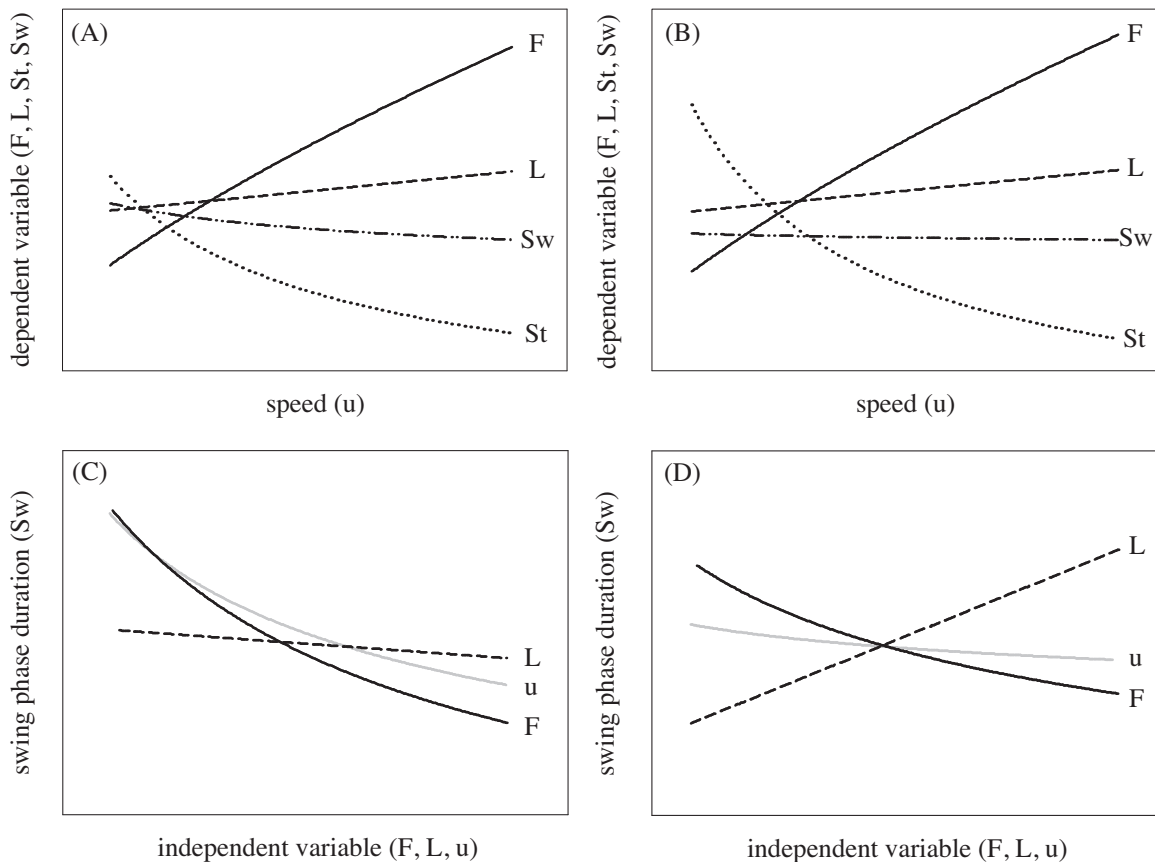 (A)
dependent variable (F, L, St, Sw)
F
L
Sw
St
speed (u)
(B)
dependent variable (F, L, St, Sw)
F
L
Sw
St
speed (u)
(C)
swing phase duration (Sw)
L
u
F
independent variable (F, L, u)
(D)
swing phase duration (Sw)
L
u
F
independent variable (F, L, u)